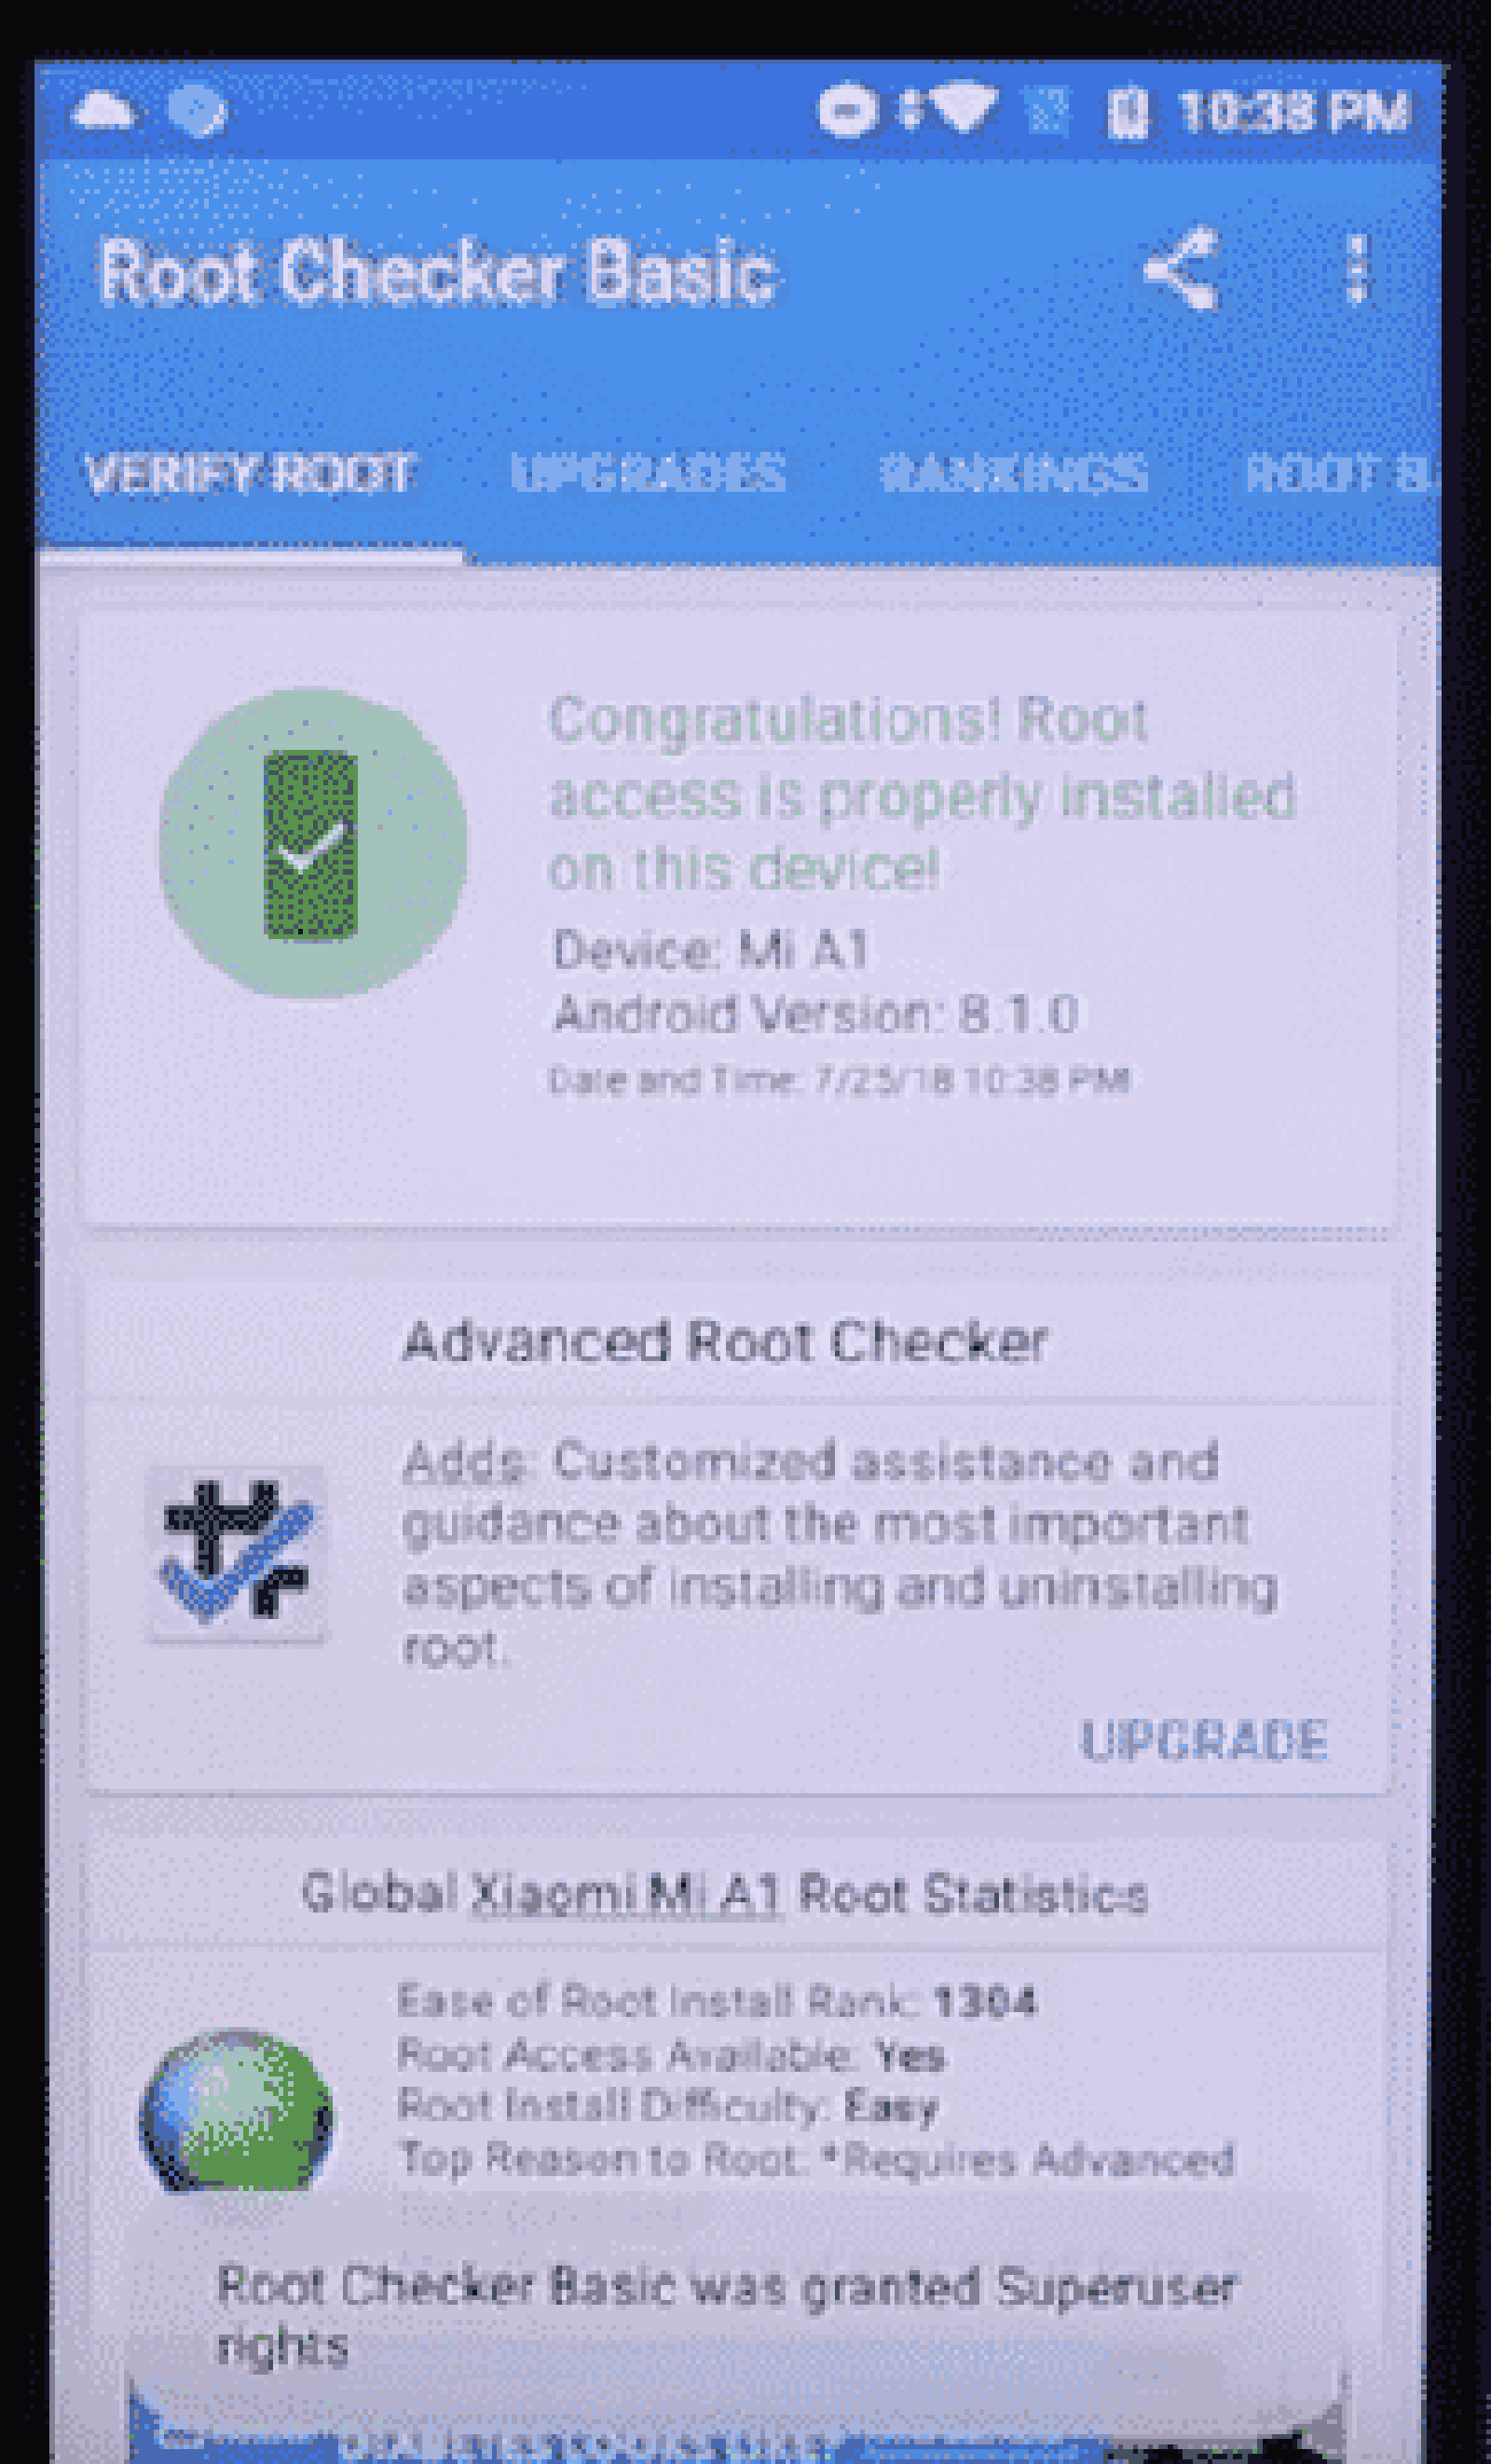 10:38 PM
Root Checker Basic
VERIFY ROOT UPGRADES RANKINGS ROOT
Congratulations! Root
access is properly installed
on this device!
Device: Mi A1
Android Version: 8.1.0
Date and Time: 7/25/18 10:38 PM
Advanced Root Checker
Adds: Customized assistance and
guidance about the most important
aspects of installing and uninstalling
root.
UPGRADE
Global Xiaomi Mi A1 Root Statistics
Ease of Root Install Rank: 1304
Root Access Available: Yes
Root Install Difficulty: Easy
Top Reason to Root: *Requires Advanced
Root Checker Basic was granted Superuser
rights